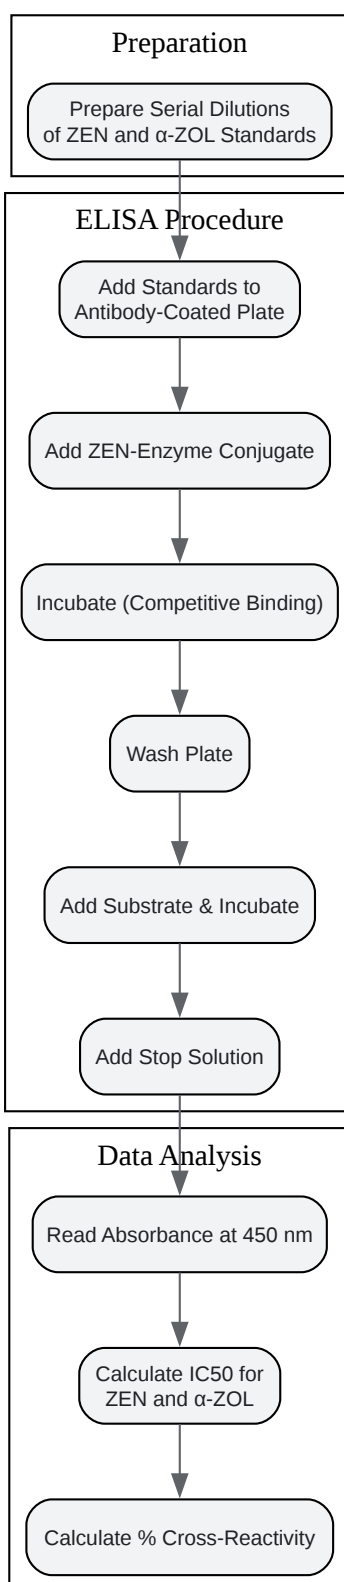 Preparation
Prepare Serial Dilutions
of ZEN and α-ZOL Standards
ELISA Procedure
Add Standards to
Antibody-Coated Plate
Add ZEN-Enzyme Conjugate
Incubate (Competitive Binding)
Wash Plate
Add Substrate & Incubate
Add Stop Solution
Data Analysis
Read Absorbance at 450 nm
Calculate IC50 for
ZEN and α-ZOL
Calculate % Cross-Reactivity